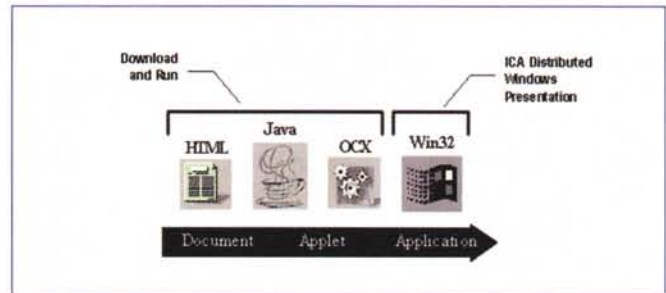 Download
and Run
ICA Distributed
Windows
Presentation
HTML
Java
OCX
Win32
Document Applet Application